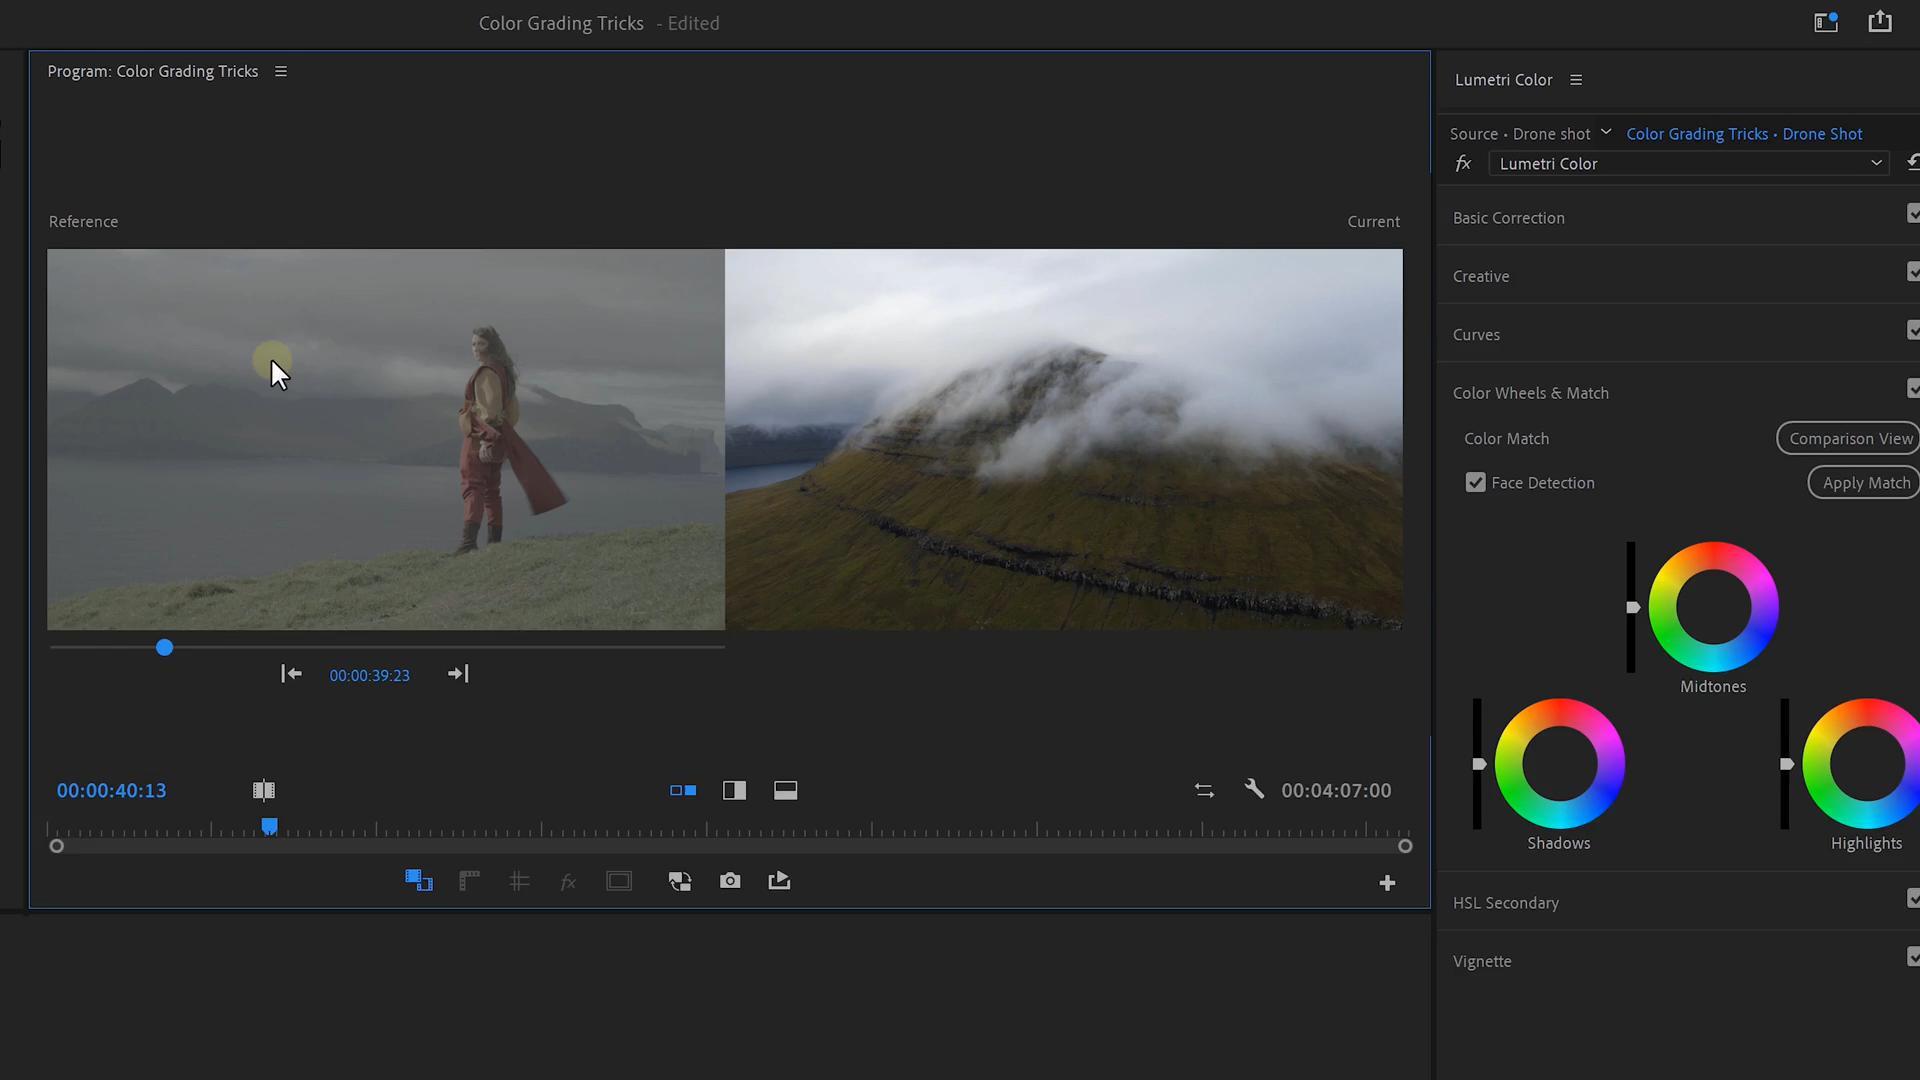 Color Grading Tricks - Edited
Program: Color Grading Tricks
Reference
Current
00:00:39:23
00:00:40:13
00:04:07:00
Lumetri Color
Source • Drone shot
Color Grading Tricks • Drone Shot
fx Lumetri Color
Basic Correction
Creative
Curves
Color Wheels & Match
Color Match
Comparison View
Face Detection
Apply Match
Midtones
Shadows
Highlights
HSL Secondary
Vignette
fx